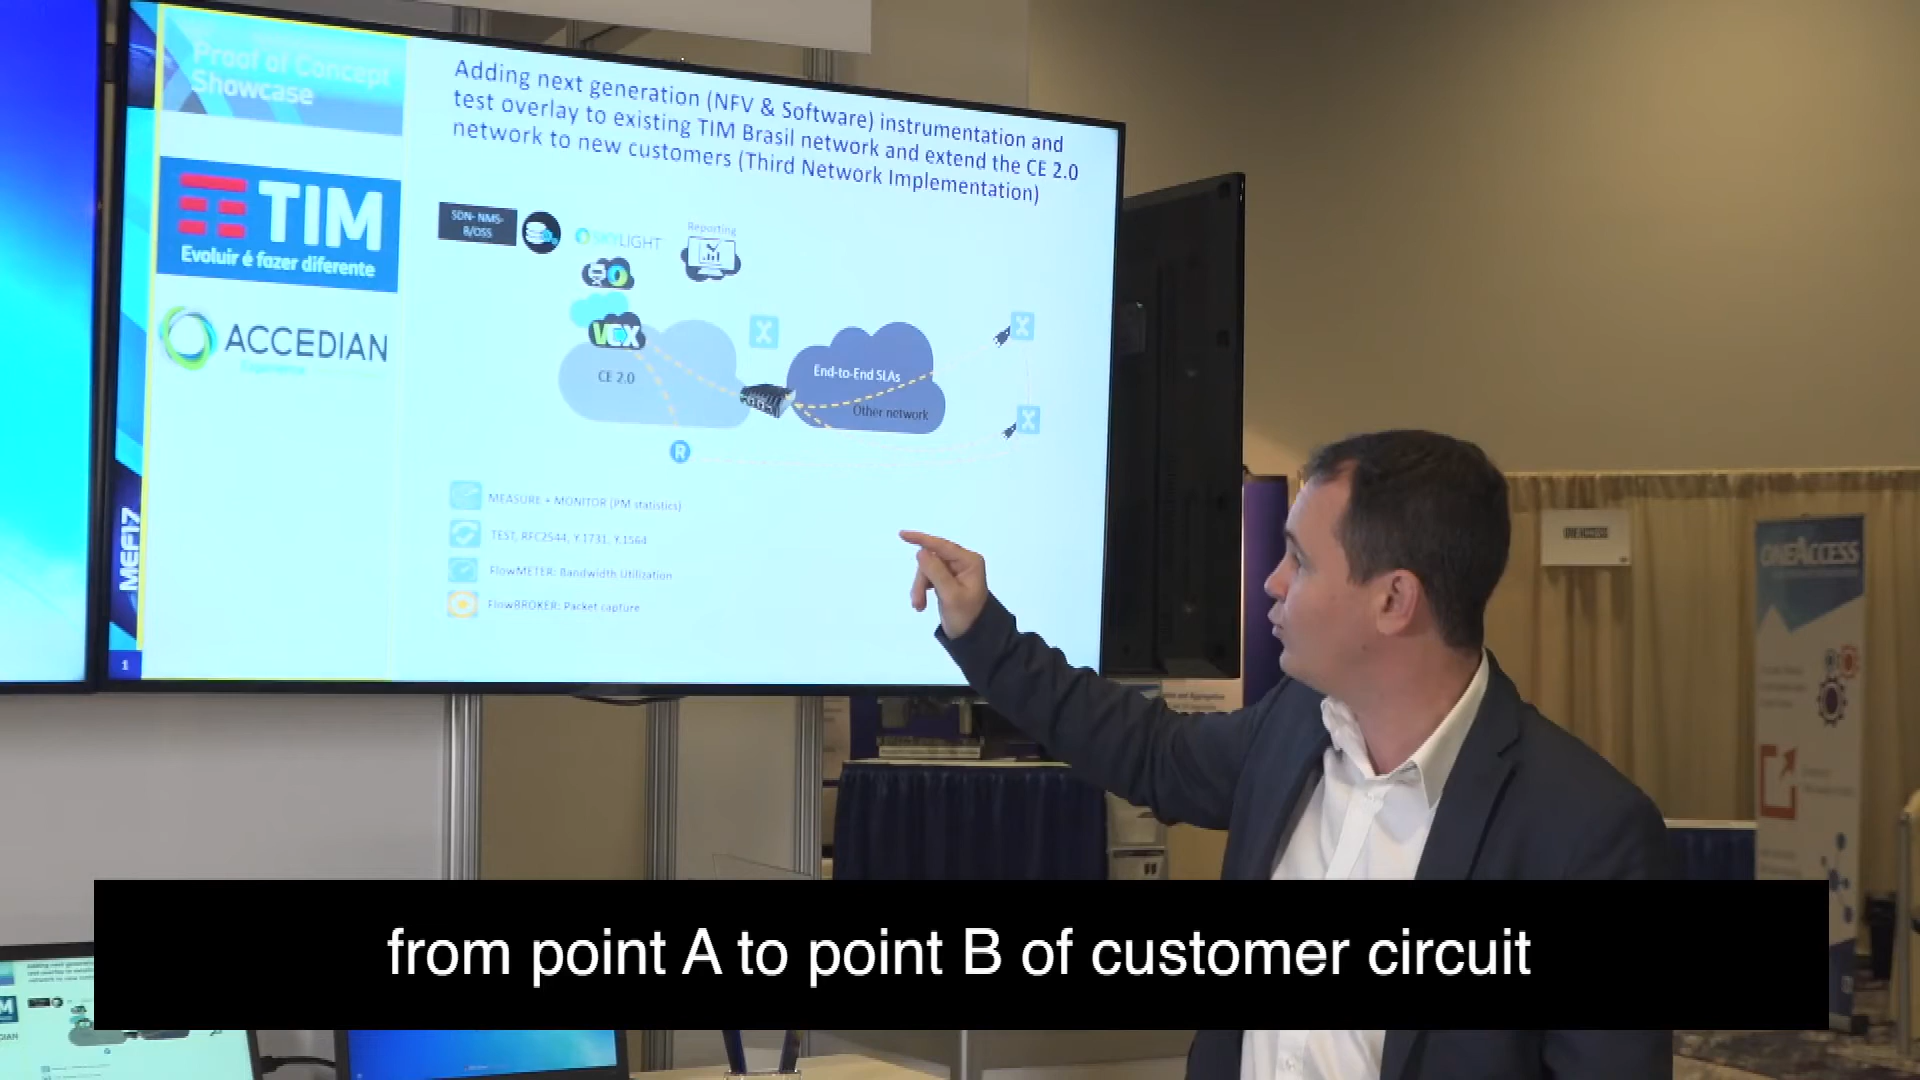 Proof of Concept
Showcase
TIM
Evoluir é fazer diferente
ACCEDIAN
MEF17
1
Adding next generation (NFV & Software) instrumentation and
test overlay to existing TIM Brasil network and extend the CE 2.0
network to new customers (Third Network Implementation)
SDN- NMS-
B/OSS
SKYLIGHT
Reporting
VCX
CE 2.0
End-to-End SLAs
Other network
R
MEASURE + MONITOR (PM statistics)
TEST, RFC2544, Y.1731, Y.1564
FlowMETER: Bandwidth Utilization
FlowBROKER: Packet capture
ONEACCESS
from point A to point B of customer circuit